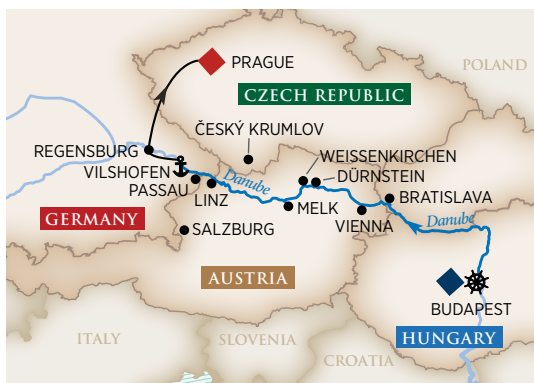 PRAGUE
POLAND
CZECH REPUBLIC
ČESKÝ KRUMLOV
REGENSBURG
WEISSENKIRCHEN
VILSHOFEN
Danube
DÜRNSTEIN
PASSAU
LINZ
BRATISLAVA
MELK
GERMANY
VIENNA
Danube
SALZBURG
AUSTRIA
BUDAPEST
ITALY
SLOVENIA
HUNGARY
CROATIA